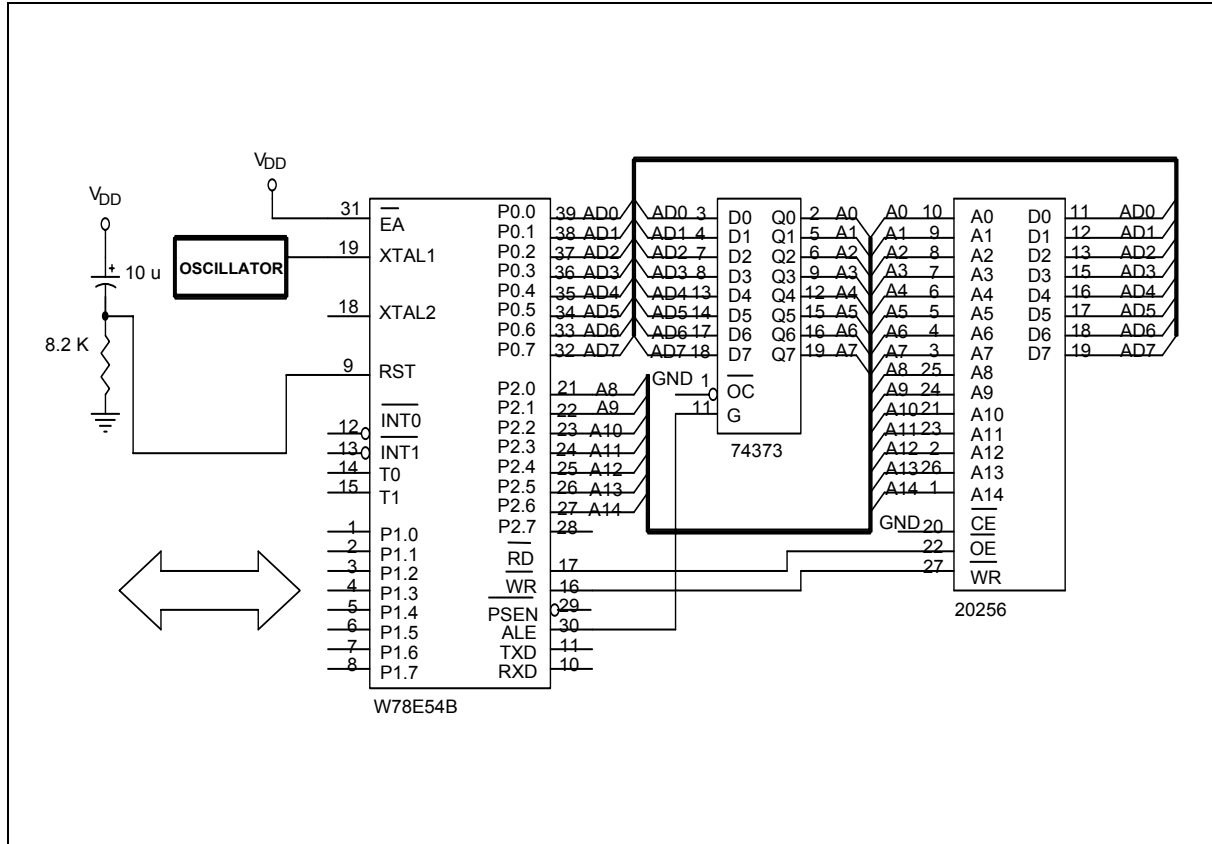 VDD
10 u
8.2 K
VDD
OSCILLATOR
31 EA
19 XTAL1
18 XTAL2
9 RST
12 INT0
13 INT1
14 T0
15 T1
1 P1.0
2 P1.1
3 P1.2
4 P1.3
5 P1.4
6 P1.5
7 P1.6
8 P1.7
P0.0 39 AD0
P0.1 38 AD1
P0.2 37 AD2
P0.3 36 AD3
P0.4 35 AD4
P0.5 34 AD5
P0.6 33 AD6
P0.7 32 AD7
P2.0 21 A8
P2.1 22 A9
P2.2 23 A10
P2.3 24 A11
P2.4 25 A12
P2.5 26 A13
P2.6 27 A14
P2.7 28
RD 17
WR 16
PSEN 29
ALE 30
TXD 11
RXD 10
W78E54B
AD0 3 D0 Q0 2 A0
AD1 4 D1 Q1 5 A1
AD2 7 D2 Q2 6 A2
AD3 8 D3 Q3 9 A3
AD4 13 D4 Q4 12 A4
AD5 14 D5 Q5 15 A5
AD6 17 D6 Q6 16 A6
AD7 18 D7 Q7 19 A7
GND 1 OC
11 G
74373
A0 10 A0 D0 11 AD0
A1 9 A1 D1 12 AD1
A2 8 A2 D2 13 AD2
A3 7 A3 D3 15 AD3
A4 6 A4 D4 16 AD4
A5 5 A5 D5 17 AD5
A6 4 A6 D6 18 AD6
A7 3 A7 D7 19 AD7
A8 25 A8
A9 24 A9
A10 21 A10
A11 23 A11
A12 2 A12
A13 26 A13
A14 1 A14
GND 20 CE
22 OE
27 WR
20256